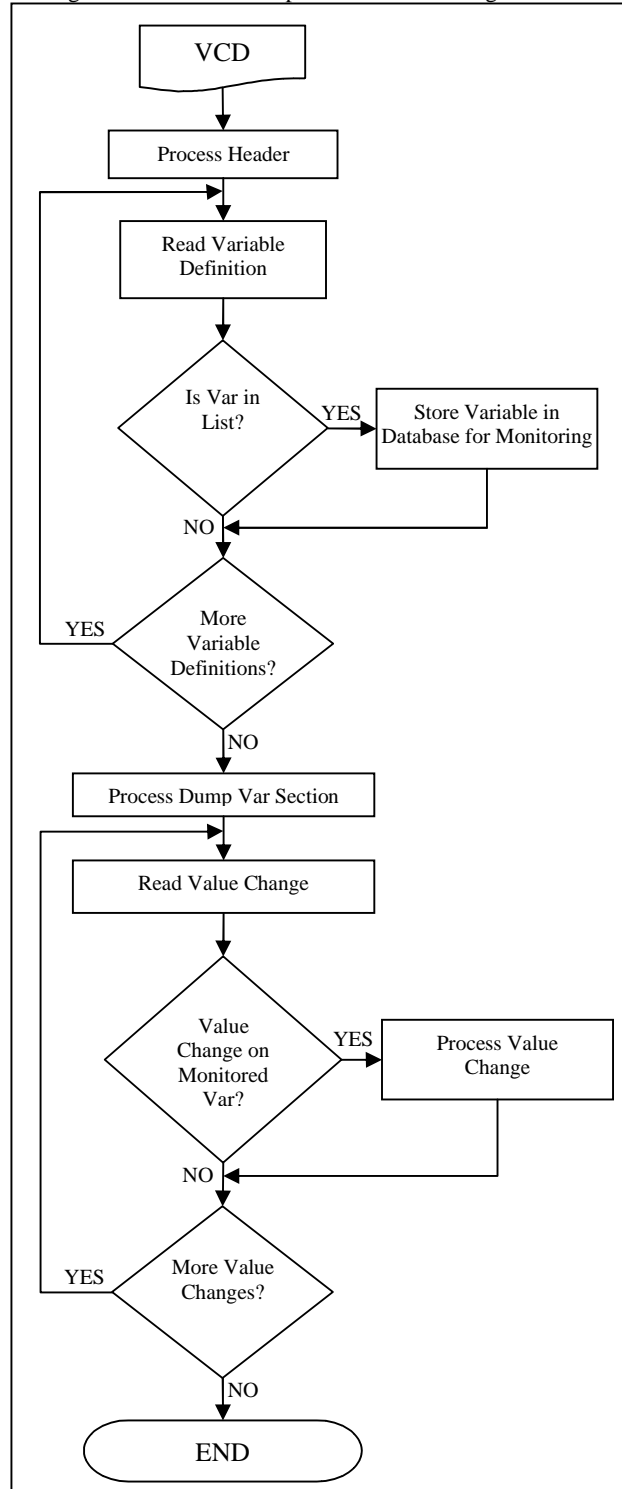 VCD
Process Header
Read Variable
Definition
Is Var in
List?
YES
Store Variable in
Database for Monitoring
NO
More
Variable
Definitions?
YES
NO
Process Dump Var Section
Read Value Change
Value
Change on
Monitored
Var?
YES
Process Value
Change
NO
More Value
Changes?
YES
NO
END